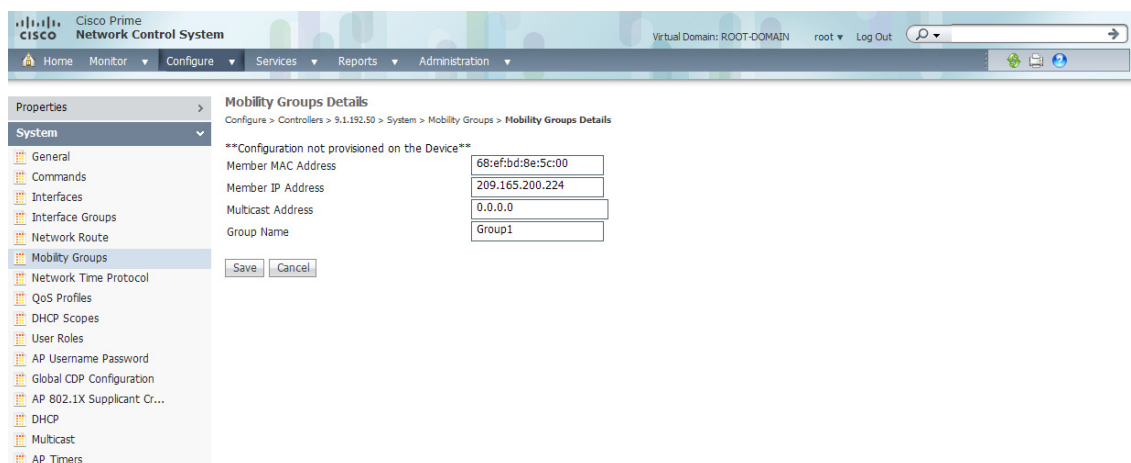 Cisco Prime
CISCO Network Control System
Virtual Domain: ROOT-DOMAIN root Log Out
Home Monitor Configure Services Reports Administration
Properties
System
General
Commands
Interfaces
Interface Groups
Network Route
Mobility Groups
Network Time Protocol
QoS Profiles
DHCP Scopes
User Roles
AP Username Password
Global CDP Configuration
AP 802.1X Supplicant Cr...
DHCP
Multicast
AP Timers
Mobility Groups Details
Configure > Controllers > 9.1.192.50 > System > Mobility Groups > Mobility Groups Details
**Configuration not provisioned on the Device**
Member MAC Address 68:ef:bd:8e:5c:00
Member IP Address 209.165.200.224
Multicast Address 0.0.0.0
Group Name Group1
Save Cancel